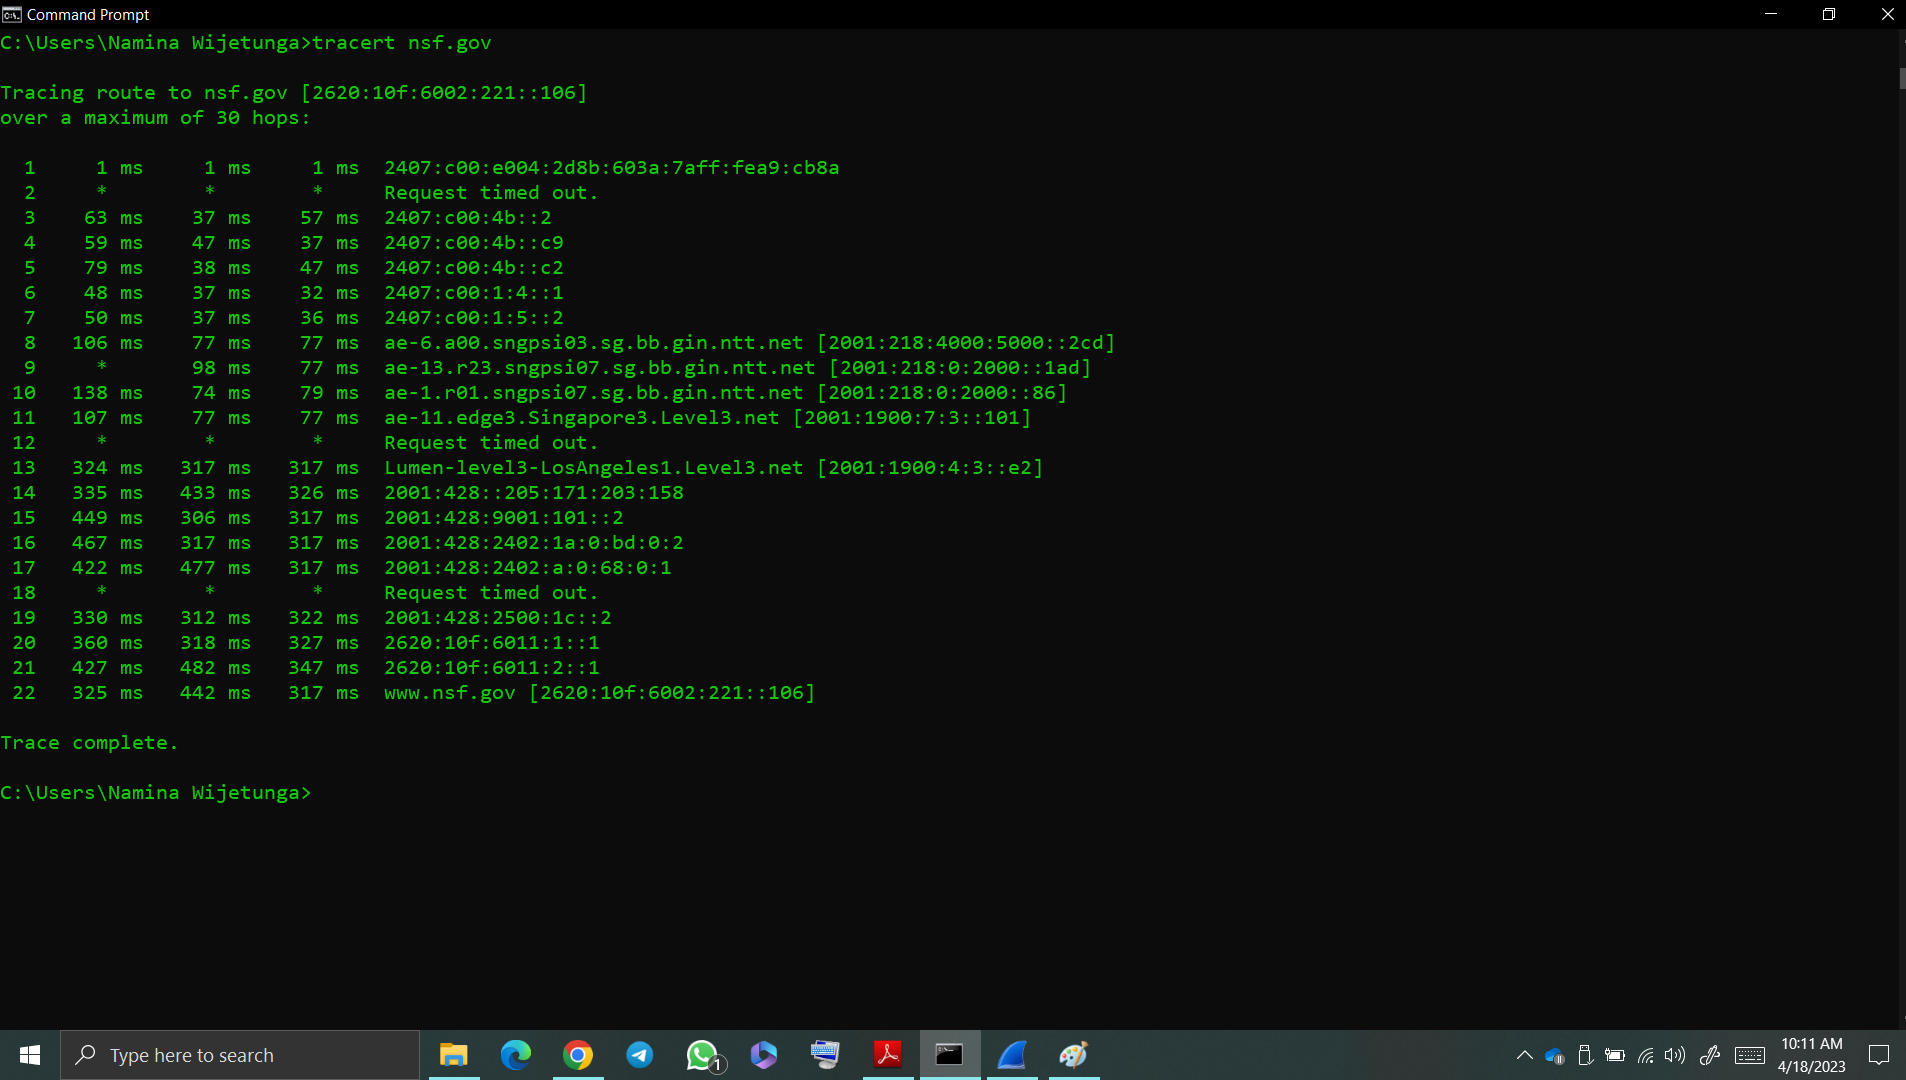 Command Prompt
C:\Users\Namina Wijetunga>tracert nsf.gov
Tracing route to nsf.gov [2620:10f:6002:221::106]
over a maximum of 30 hops:
1 1 ms 1 ms 1 ms 2407:c00:e004:2d8b:603a:7aff:fea9:cb8a
2 * * * Request timed out.
3 63 ms 37 ms 57 ms 2407:c00:4b::2
4 59 ms 47 ms 37 ms 2407:c00:4b::c9
5 79 ms 38 ms 47 ms 2407:c00:4b::c2
6 48 ms 37 ms 32 ms 2407:c00:1:4::1
7 50 ms 37 ms 36 ms 2407:c00:1:5::2
8 106 ms 77 ms 77 ms ae-6.a00.sngpsi03.sg.bb.gin.ntt.net [2001:218:4000:5000::2cd]
9 * 98 ms 77 ms ae-13.r23.sngpsi07.sg.bb.gin.ntt.net [2001:218:0:2000::1ad]
10 138 ms 74 ms 79 ms ae-1.r01.sngpsi07.sg.bb.gin.ntt.net [2001:218:0:2000::86]
11 107 ms 77 ms 77 ms ae-11.edge3.Singapore3.Level3.net [2001:1900:7:3::101]
12 * * * Request timed out.
13 324 ms 317 ms 317 ms Lumen-level3-LosAngeles1.Level3.net [2001:1900:4:3::e2]
14 335 ms 433 ms 326 ms 2001:428::205:171:203:158
15 449 ms 306 ms 317 ms 2001:428:9001:101::2
16 467 ms 317 ms 317 ms 2001:428:2402:1a:0:bd:0:2
17 422 ms 477 ms 317 ms 2001:428:2402:a:0:68:0:1
18 * * * Request timed out.
19 330 ms 312 ms 322 ms 2001:428:2500:1c::2
20 360 ms 318 ms 327 ms 2620:10f:6011:1::1
21 427 ms 482 ms 347 ms 2620:10f:6011:2::1
22 325 ms 442 ms 317 ms www.nsf.gov [2620:10f:6002:221::106]
Trace complete.
C:\Users\Namina Wijetunga>
Type here to search
1
10:11 AM
4/18/2023